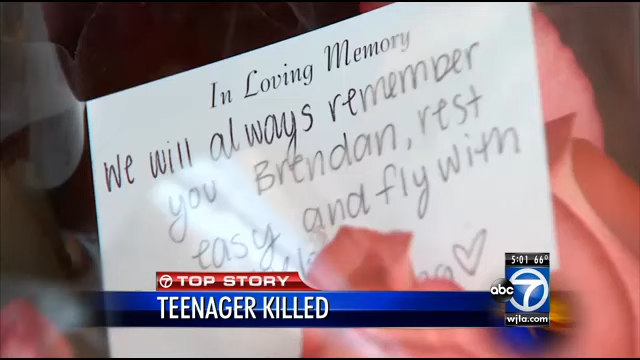 In Loving Memory
We will always remember
you Brendan, rest
easy and fly with
7 TOP STORY
TEENAGER KILLED
5:01 66°
abc 7
wjla.com